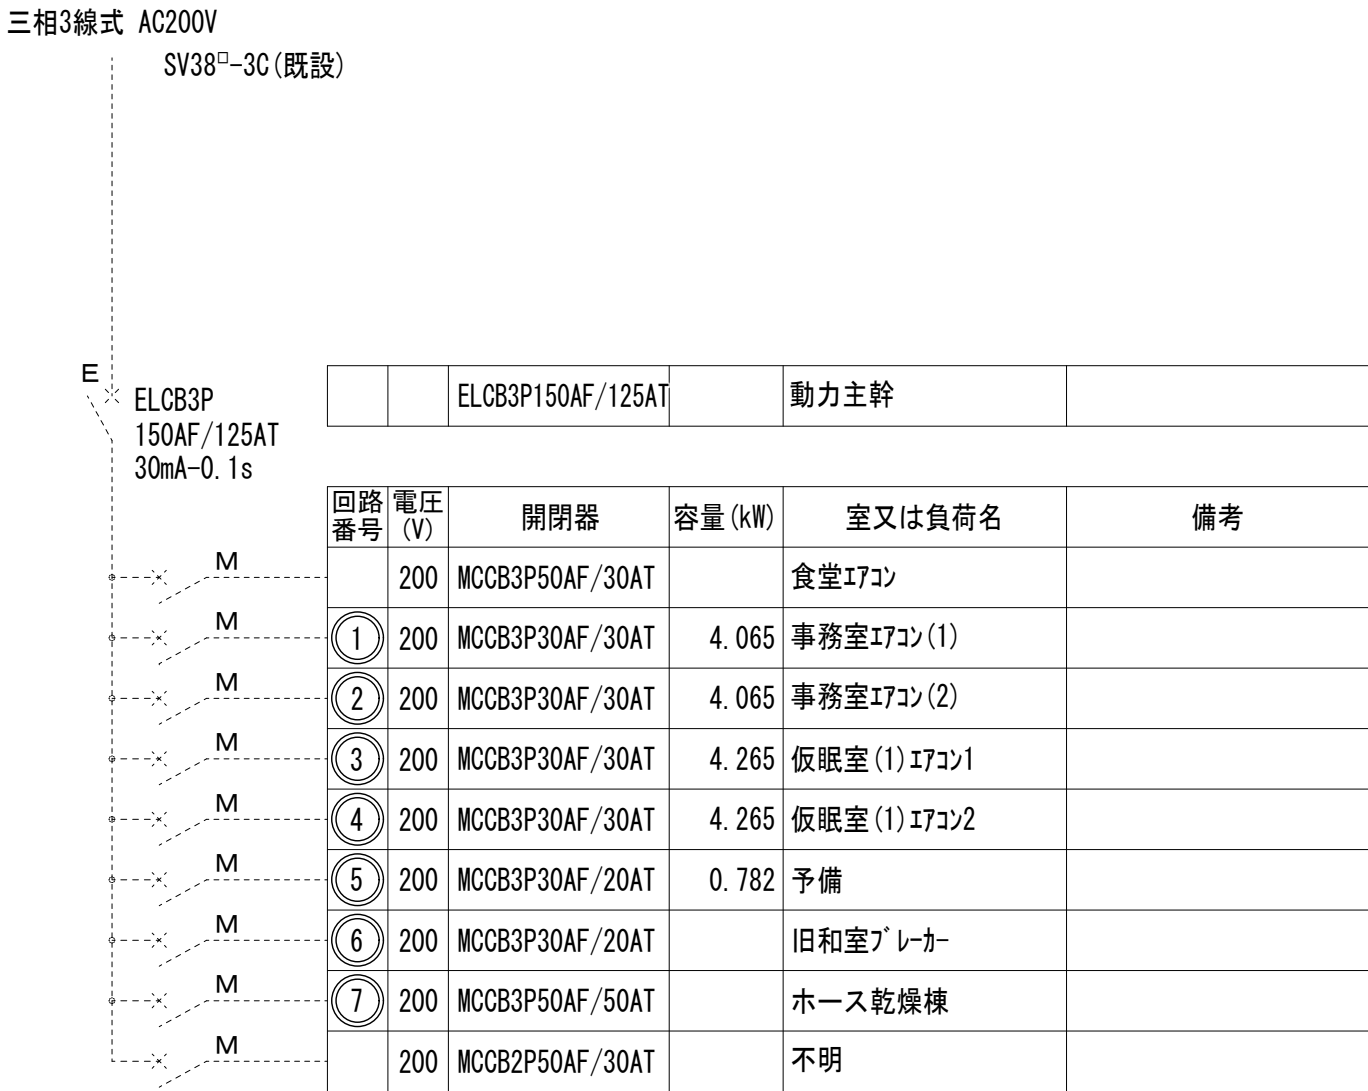 三相3線式 AC200V
SV38□-3C(既設)
E
ELCB3P
150AF/125AT
30mA-0.1s
ELCB3P150AF/125AT 動力主幹
回路番号 電圧(V) 開閉器 容量(kW) 室又は負荷名 備考
M 200 MCCB3P50AF/30AT 食堂ｴｱｺﾝ
M 1 200 MCCB3P30AF/30AT 4.065 事務室ｴｱｺﾝ(1)
M 2 200 MCCB3P30AF/30AT 4.065 事務室ｴｱｺﾝ(2)
M 3 200 MCCB3P30AF/30AT 4.265 仮眠室(1)ｴｱｺﾝ1
M 4 200 MCCB3P30AF/30AT 4.265 仮眠室(1)ｴｱｺﾝ2
M 5 200 MCCB3P30AF/20AT 0.782 予備
M 6 200 MCCB3P30AF/20AT 旧和室ﾌﾞﾚｰｶｰ
M 7 200 MCCB3P50AF/50AT ホース乾燥棟
M 200 MCCB2P50AF/30AT 不明